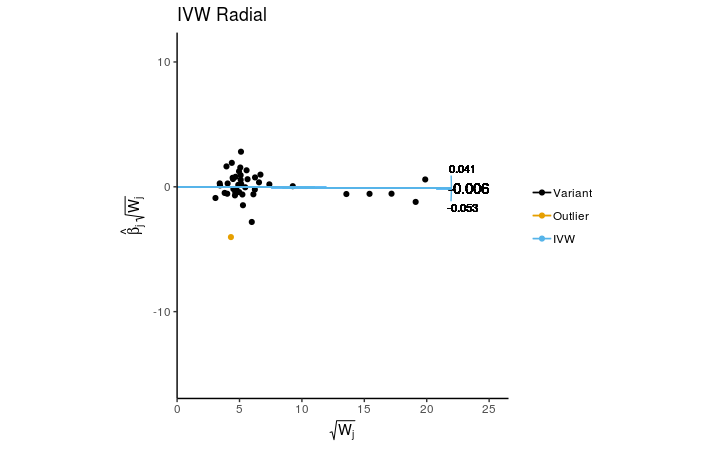 IVW Radial
10
0
-10
β̂j√Wj
0.041
-0.006
-0.053
Variant
Outlier
IVW
0 5 10 15 20 25
√Wj